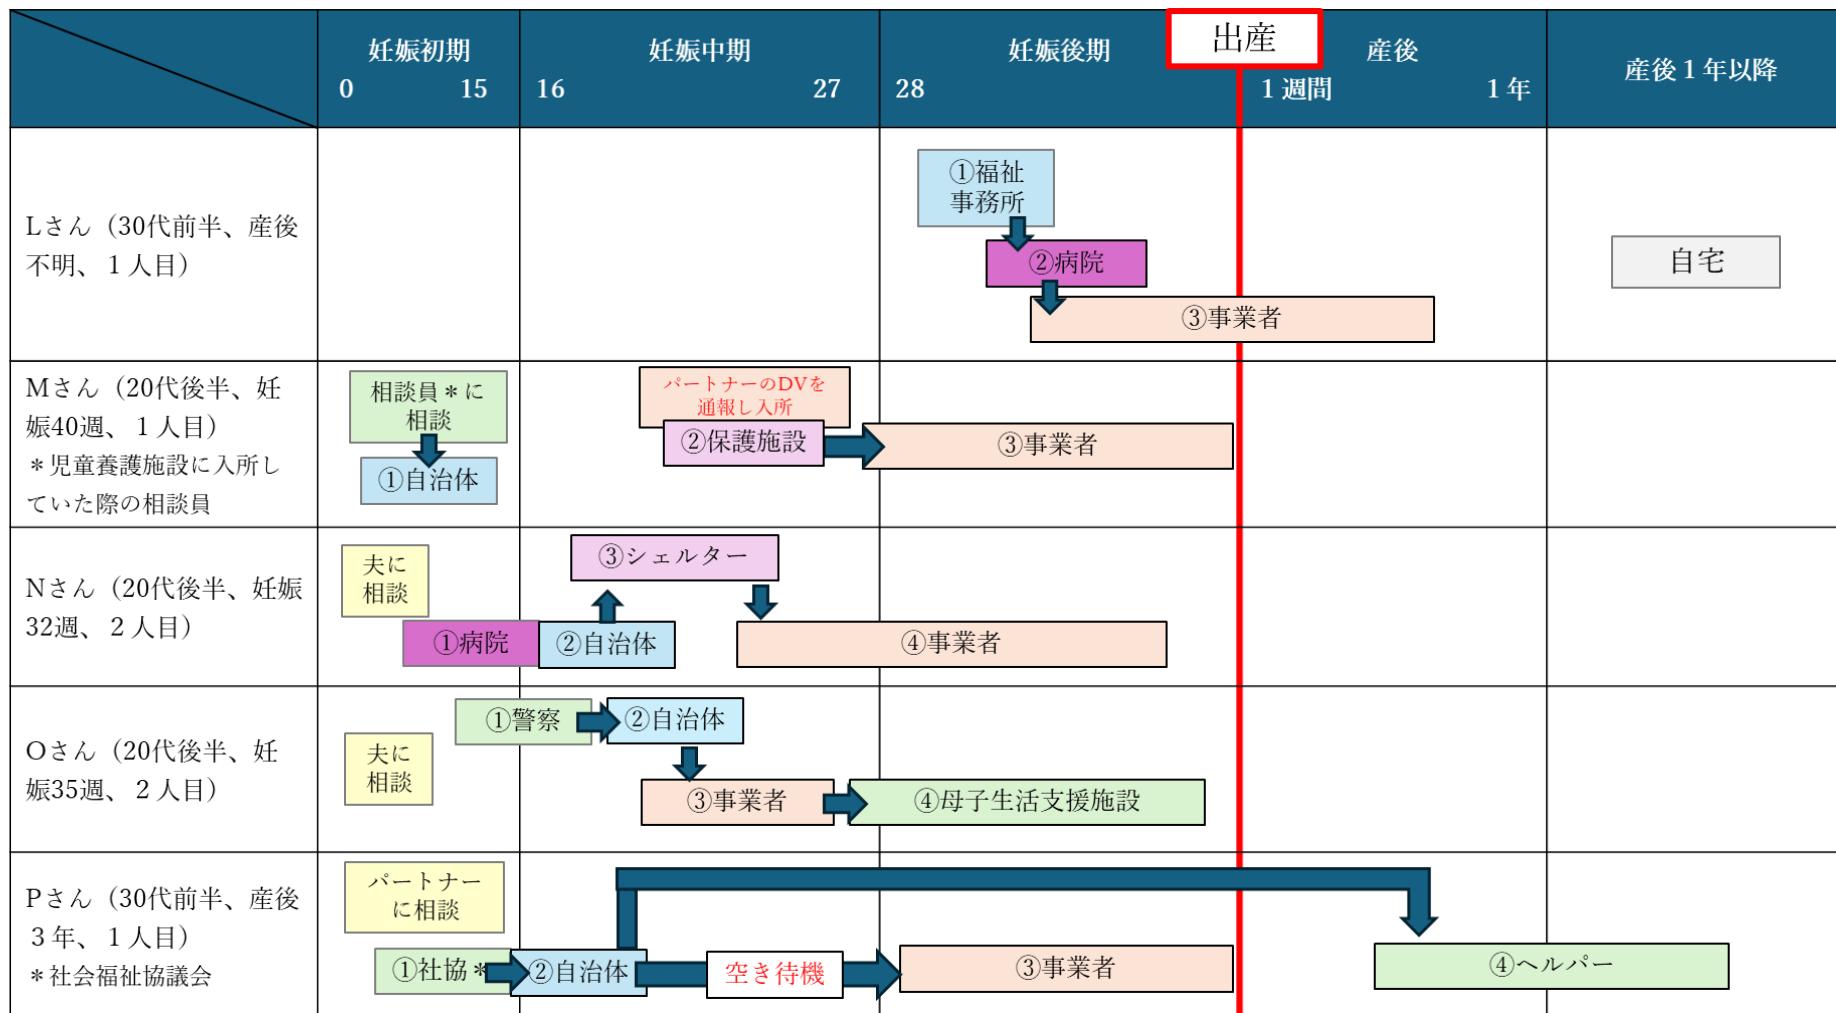 妊娠初期
0 15
妊娠中期
16 27
妊娠後期
28
出産
産後
1週間 1年
産後1年以降
Lさん（30代前半、産後
不明、1人目）
①福祉
事務所
②病院
③事業者
自宅
Mさん（20代後半、妊
娠40週、1人目）
＊児童養護施設に入所し
ていた際の相談員
相談員＊に
相談
①自治体
パートナーのDVを
通報し入所
②保護施設
③事業者
Nさん（20代後半、妊娠
32週、2人目）
夫に
相談
①病院
②自治体
③シェルター
④事業者
Oさん（20代後半、妊
娠35週、2人目）
夫に
相談
①警察
②自治体
③事業者
④母子生活支援施設
Pさん（30代前半、産後
3年、1人目）
＊社会福祉協議会
パートナー
に相談
①社協＊
②自治体
空き待機
③事業者
④ヘルパー